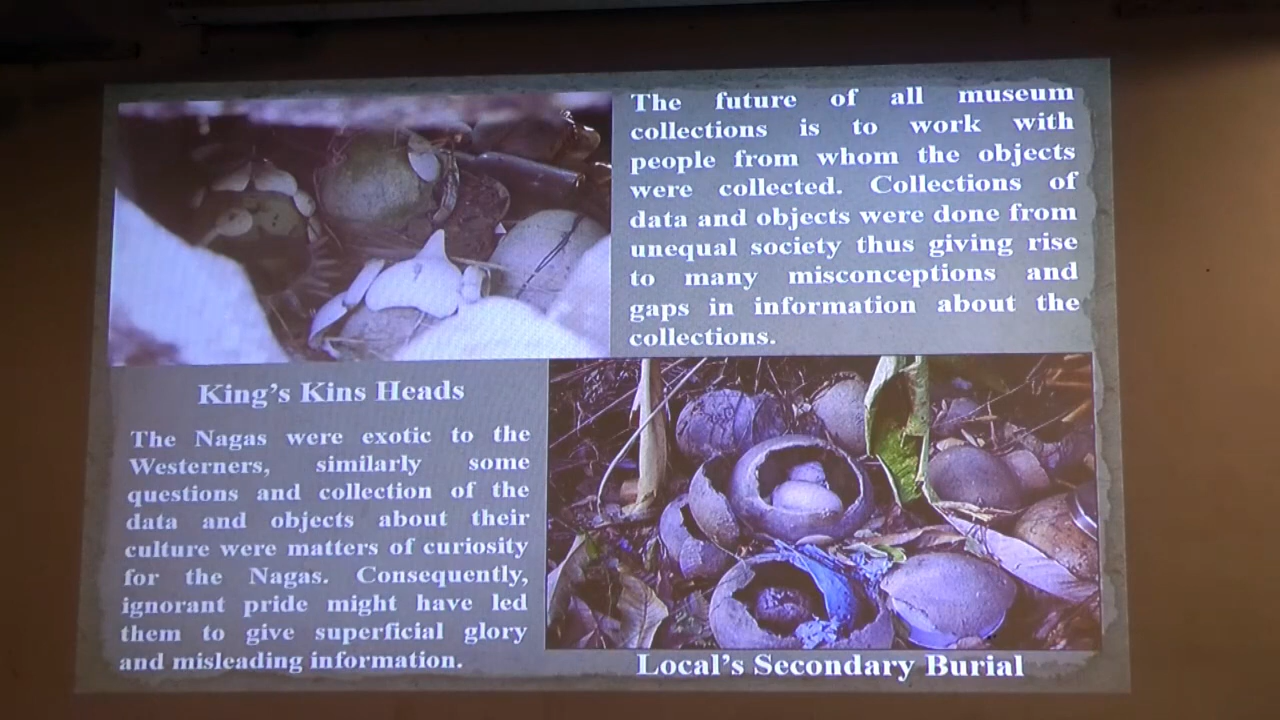 The future of all museum
collections is to work with
people from whom the objects
were collected. Collections of
data and objects were done from
unequal society thus giving rise
to many misconceptions and
gaps in information about the
collections.
King's Kins Heads
The Nagas were exotic to the
Westerners, similarly some
questions and collection of the
data and objects about their
culture were matters of curiosity
for the Nagas. Consequently,
ignorant pride might have led
them to give superficial glory
and misleading information.
Local's Secondary Burial